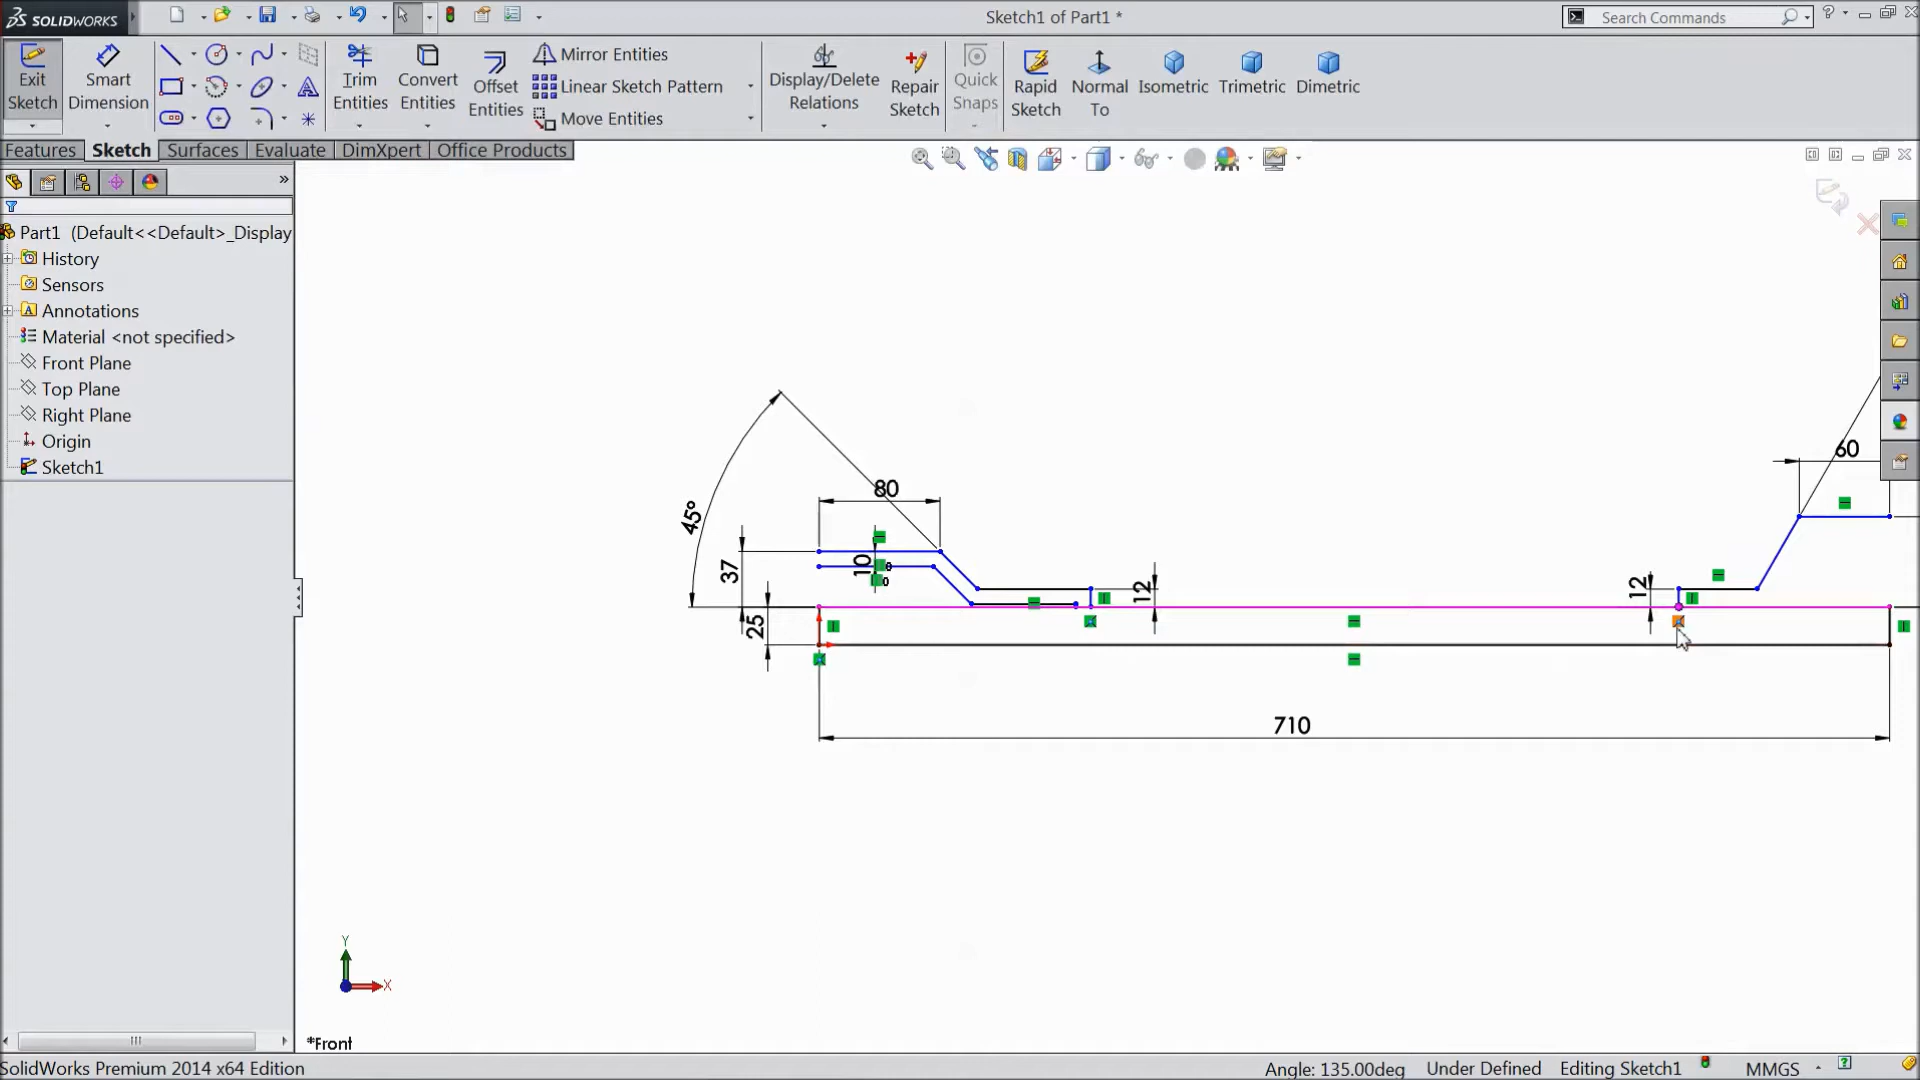 SOLIDWORKS
Sketch1 of Part1 *
Search Commands
Exit Sketch
Smart Dimension
Trim Entities
Convert Entities
Offset Entities
Mirror Entities
Linear Sketch Pattern
Move Entities
Display/Delete Relations
Repair Sketch
Quick Snaps
Rapid Sketch
Normal To
Isometric
Trimetric
Dimetric
Features
Sketch
Surfaces
Evaluate
DimXpert
Office Products
Part1 (Default<<Default>_Display
History
Sensors
Annotations
Material <not specified>
Front Plane
Top Plane
Right Plane
Origin
Sketch1
60
80
45°
37
10
12
12
25
710
Y
X
*Front
SolidWorks Premium 2014 x64 Edition
Angle: 135.00deg
Under Defined
Editing Sketch1
MMGS